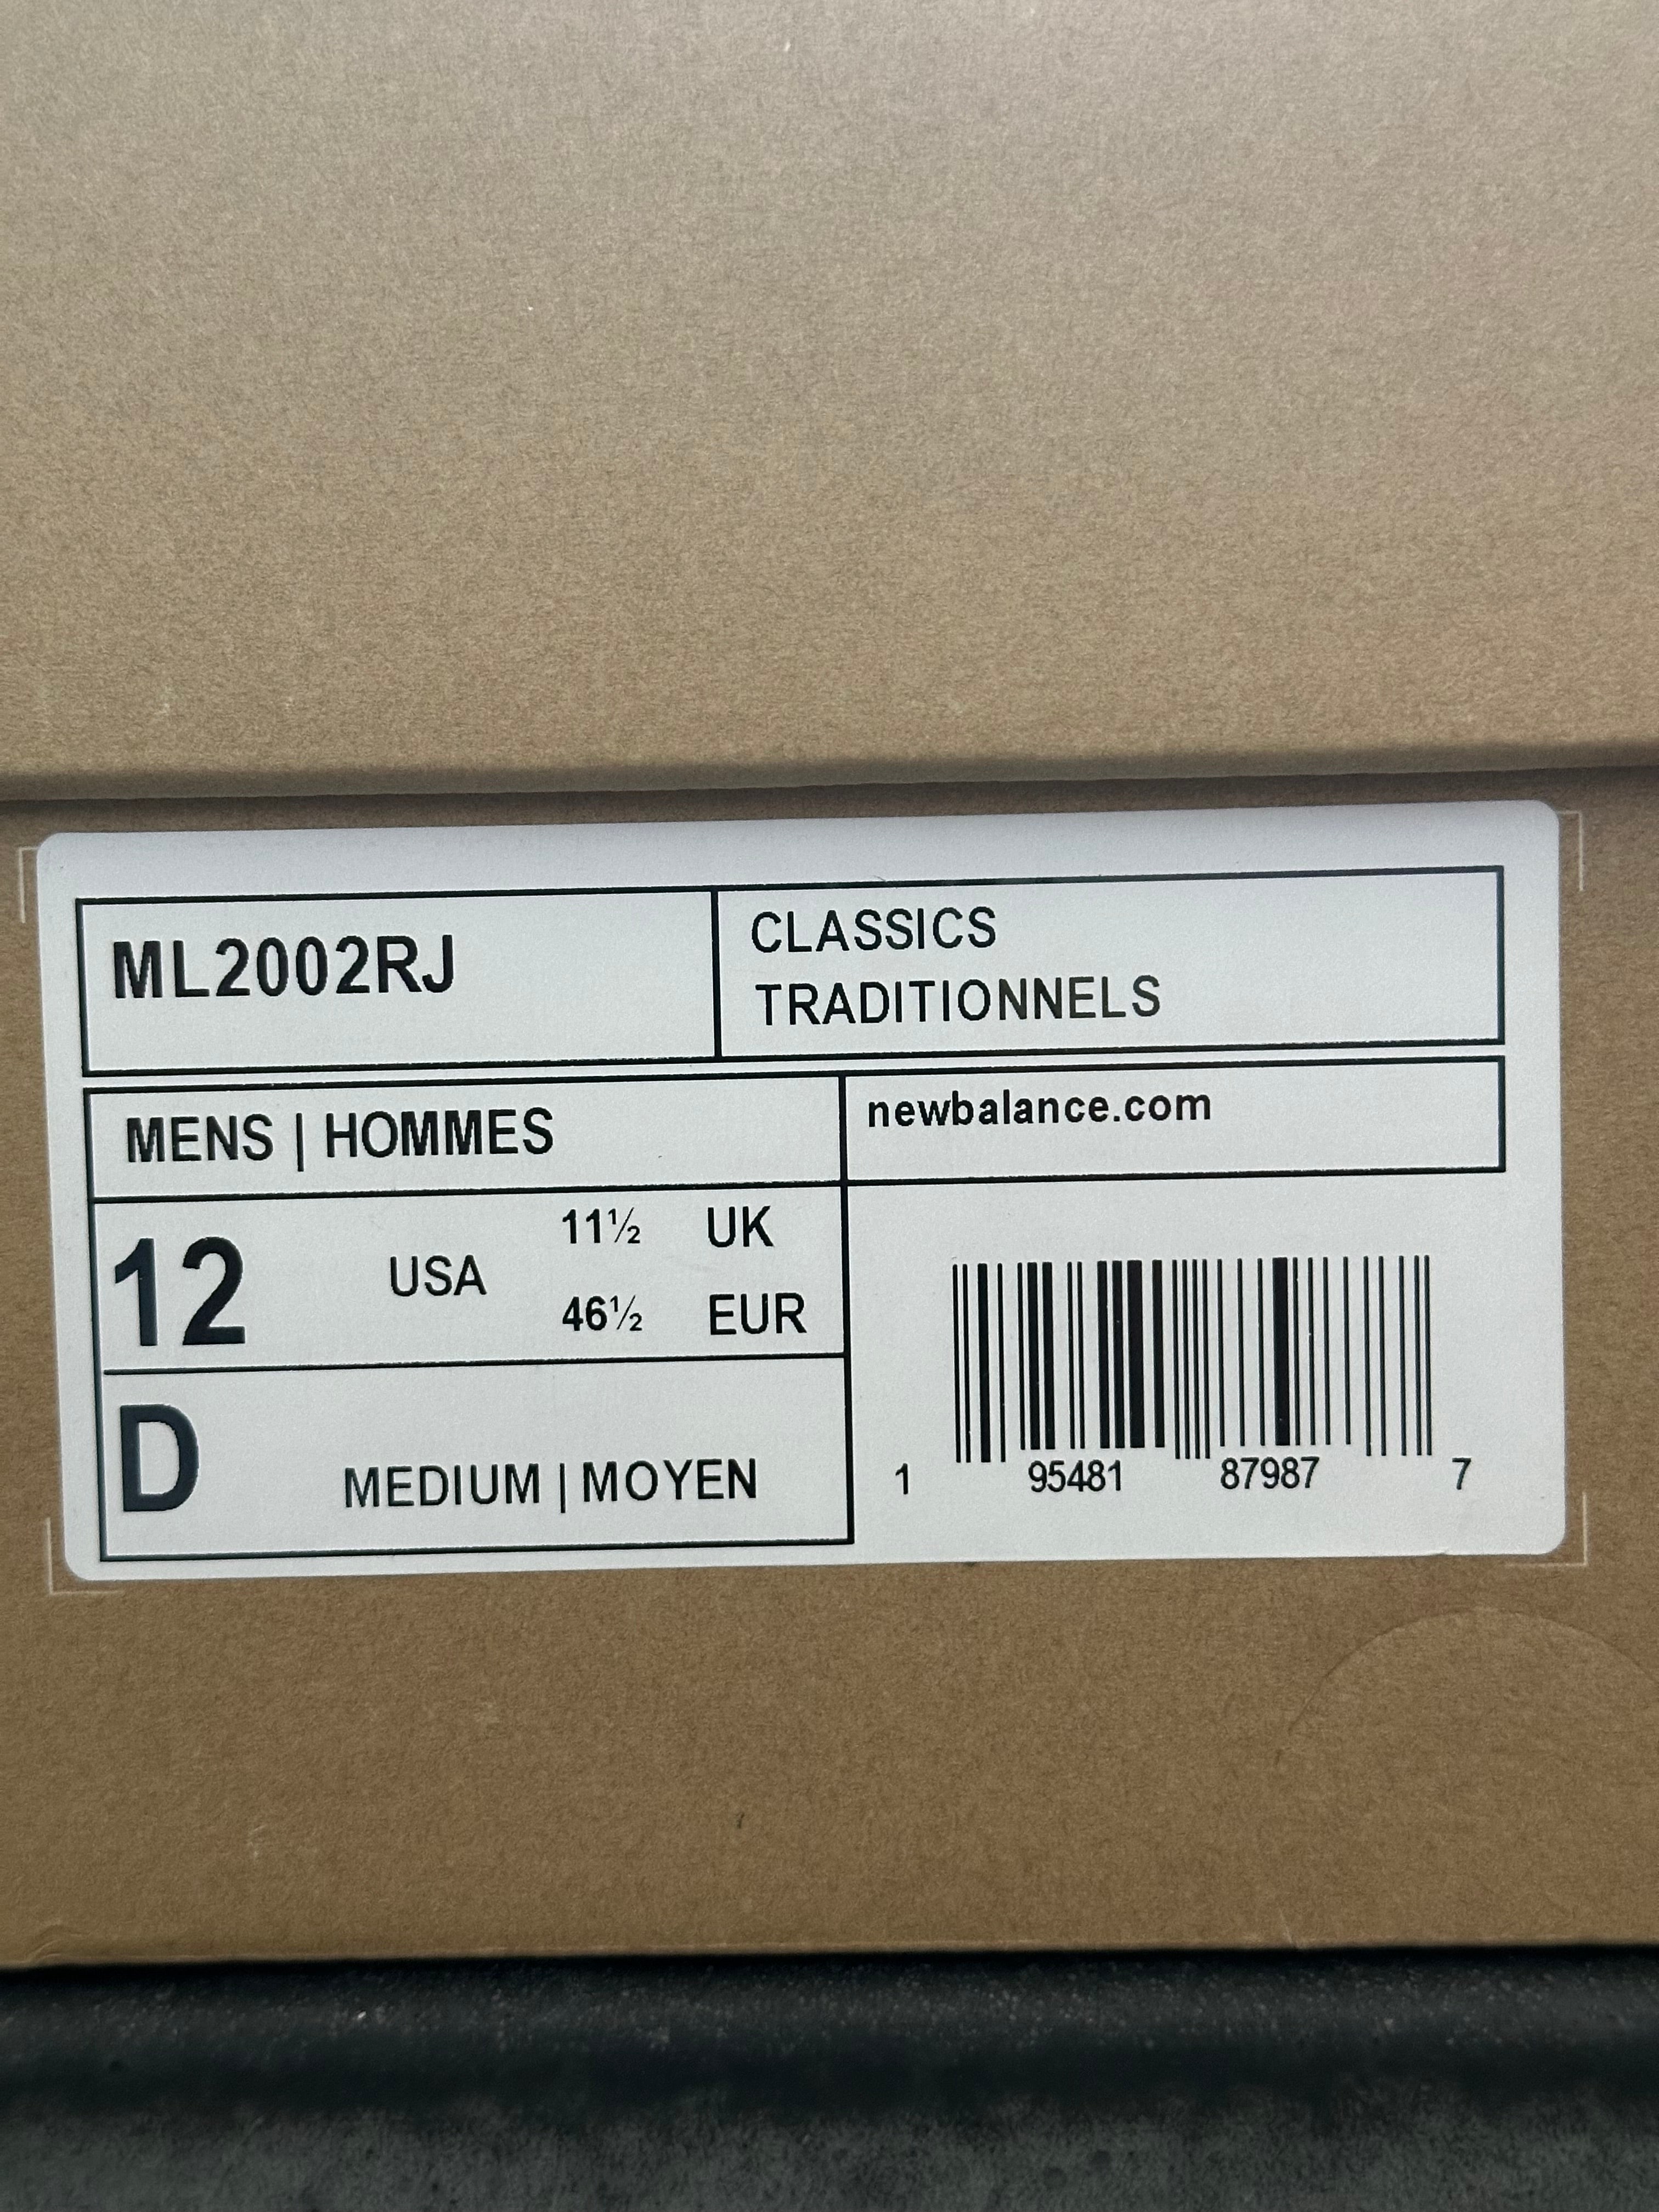 ML2002RJ
CLASSICS
TRADITIONNELS
MENS | HOMMES
newbalance.com
12 USA
11½ UK
46½ EUR
D
MEDIUM | MOYEN
1 95481 87987 7